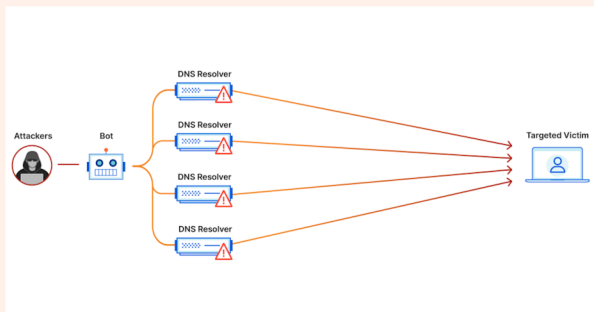 DNS Resolver
DNS Resolver
Attackers
Bot
Targeted Victim
DNS Resolver
DNS Resolver